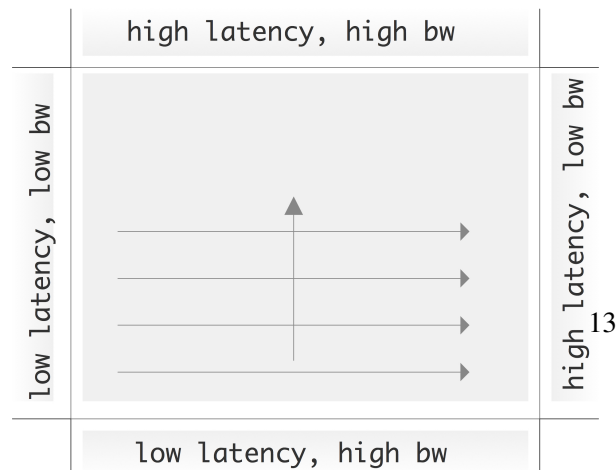 high latency, high bw
low latency, low bw
high latency, low bw
13
low latency, high bw